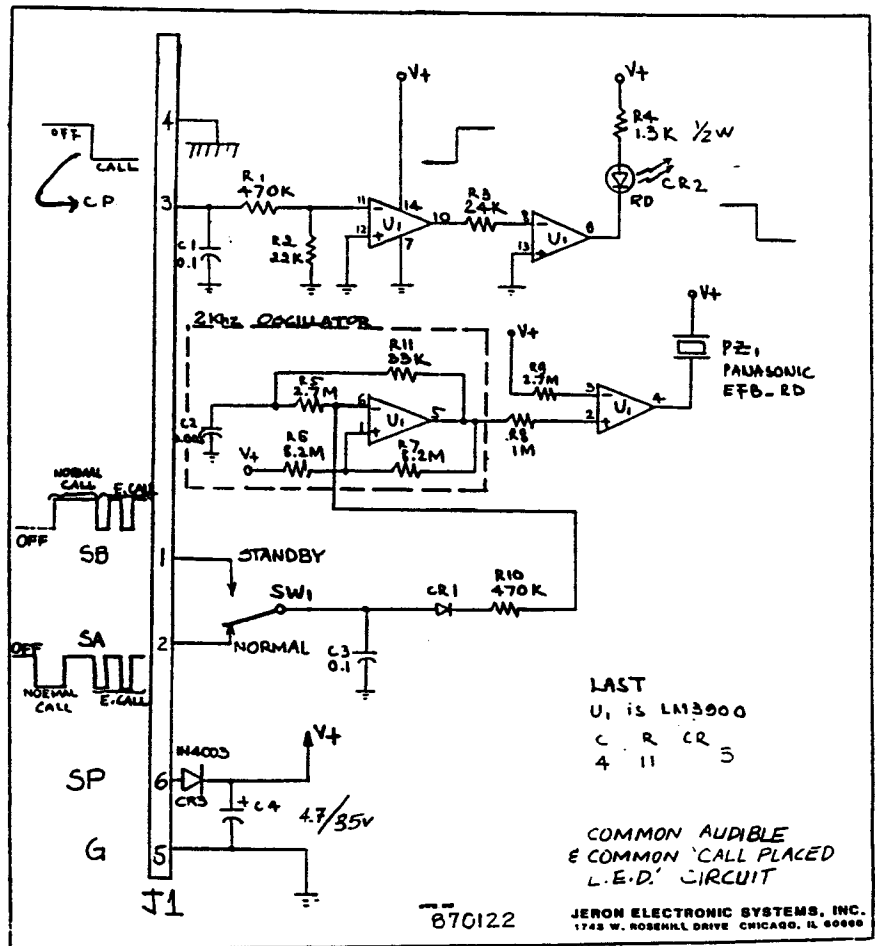 V+
V+
4
R4
1.3K 1/2W
OFF
CALL
CP
3
R1
470K
11
14
12
U1
10
7
R3
24K
8
13
U1
CR2
RD
C1
0.1
R2
22K
2KHz OSCILLATOR
R11
33K
V+
V+
PZ1
PANASONIC
EFB-RD
R5
2.7M
6
1
U1
5
R9
2.7M
3
2
U1
4
C2
R6
8.2M
R7
8.2M
R8
1M
V+
NORMAL
CALL
E.CALL
OFF
SB
1
STANDBY
SW1
CR1
R10
470K
SA
OFF
2
NORMAL
C3
0.1
NORMAL
CALL
E.CALL
LAST
U1 is LM3900
C R CR
4 11 3
V+
IN4003
SP
6
CR3
+C4
4.7/35V
G
5
COMMON AUDIBLE
& COMMON 'CALL PLACED
L.E.D.' CIRCUIT
J1
870122
JERON ELECTRONIC SYSTEMS, INC.
1743 W. ROSEHILL DRIVE CHICAGO, IL 60660